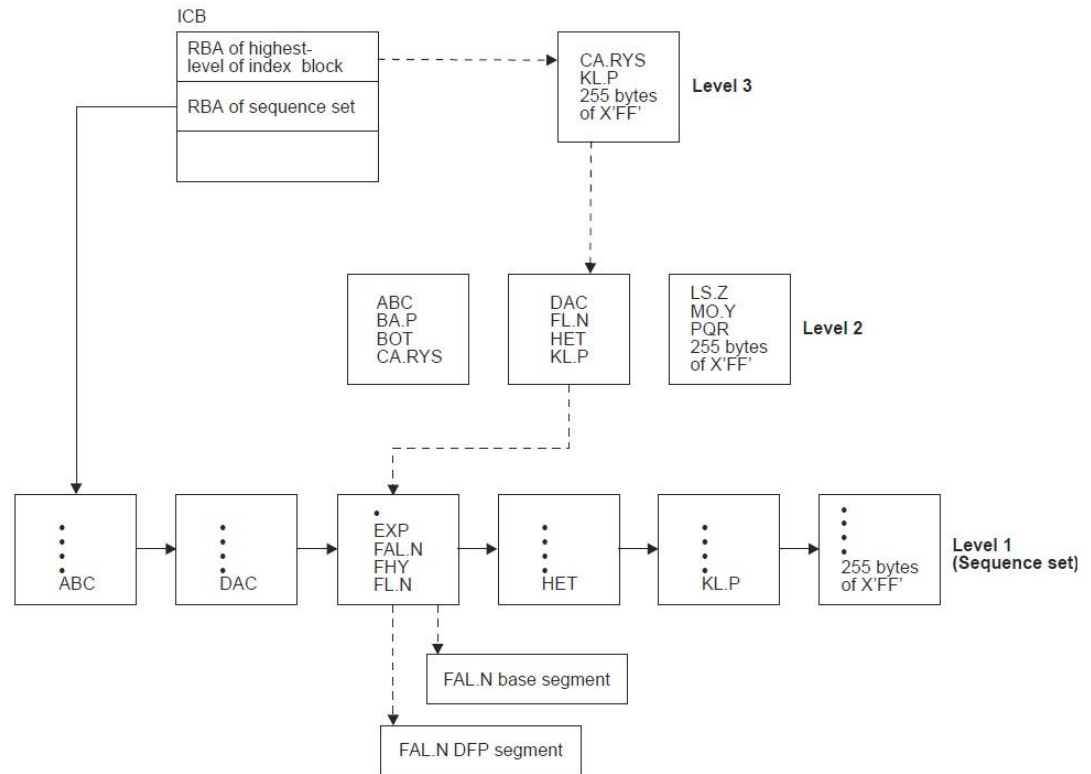 ICB
RBA of highest-
level of index block
RBA of sequence set
CA.RYS
KL.P
255 bytes
of X'FF'
Level 3
ABC
BA.P
BOT
CA.RYS
DAC
FL.N
HET
KL.P
LS.Z
MO.Y
PQR
255 bytes
of X'FF'
Level 2
ABC
DAC
EXP
FAL.N
FHY
FL.N
HET
KL.P
255 bytes
of X'FF'
Level 1
(Sequence set)
FAL.N base segment
FAL.N DFP segment